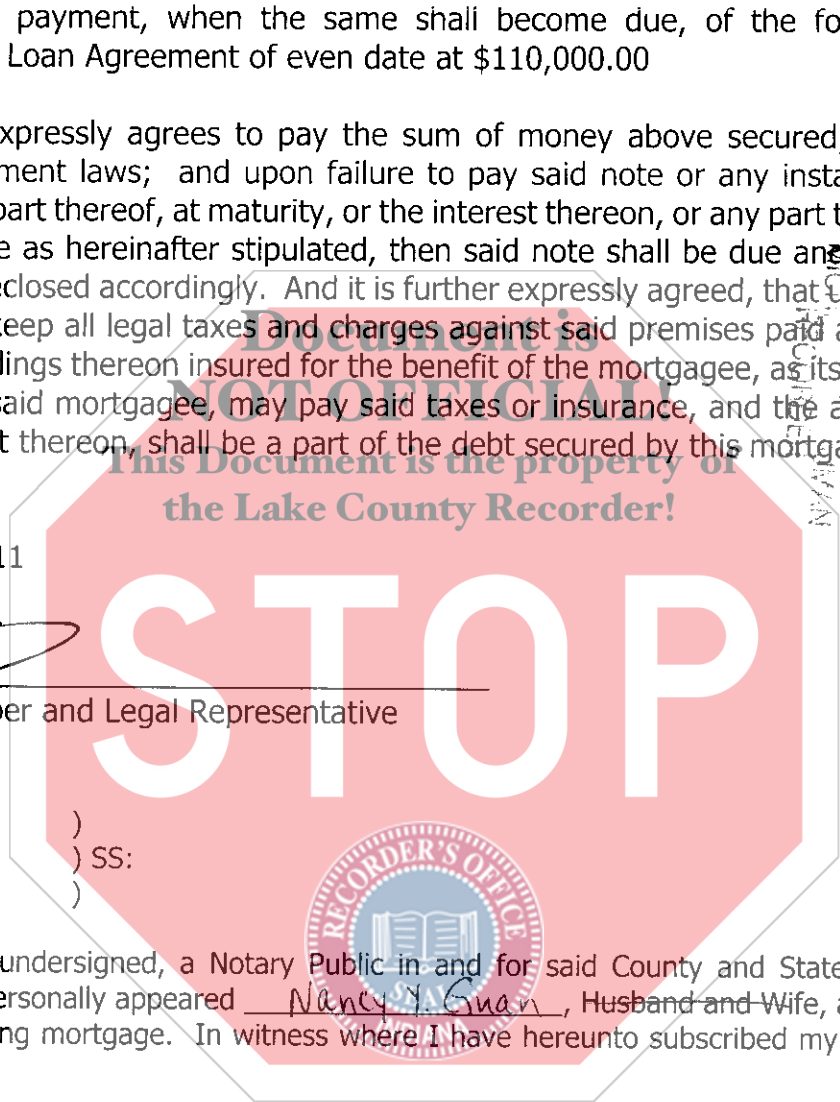 payment, when the same shall become due, of the fo
Loan Agreement of even date at $110,000.00
xpressly agrees to pay the sum of money above secured,
ment laws; and upon failure to pay said note or any insta
part thereof, at maturity, or the interest thereon, or any part t
e as hereinafter stipulated, then said note shall be due and
closed accordingly. And it is further expressly agreed, that
keep all legal taxes and charges against said premises paid a
Document is
lings thereon insured for the benefit of the mortgagee, as its
NOT OFFICIAL!
said mortgagee, may pay said taxes or insurance, and the a
t thereon, shall be a part of the debt secured by this mortga
This Document is the property of
the Lake County Recorder!
11
STOP
er and Legal Representative
)
) SS:
)
RECORDER'S OFFICE
undersigned, a Notary Public in and for said County and State
ersonally appeared Nancy Y. Guan, Husband and Wife, a
SEAL
ng mortgage. In witness where I have hereunto subscribed my
INDIANA